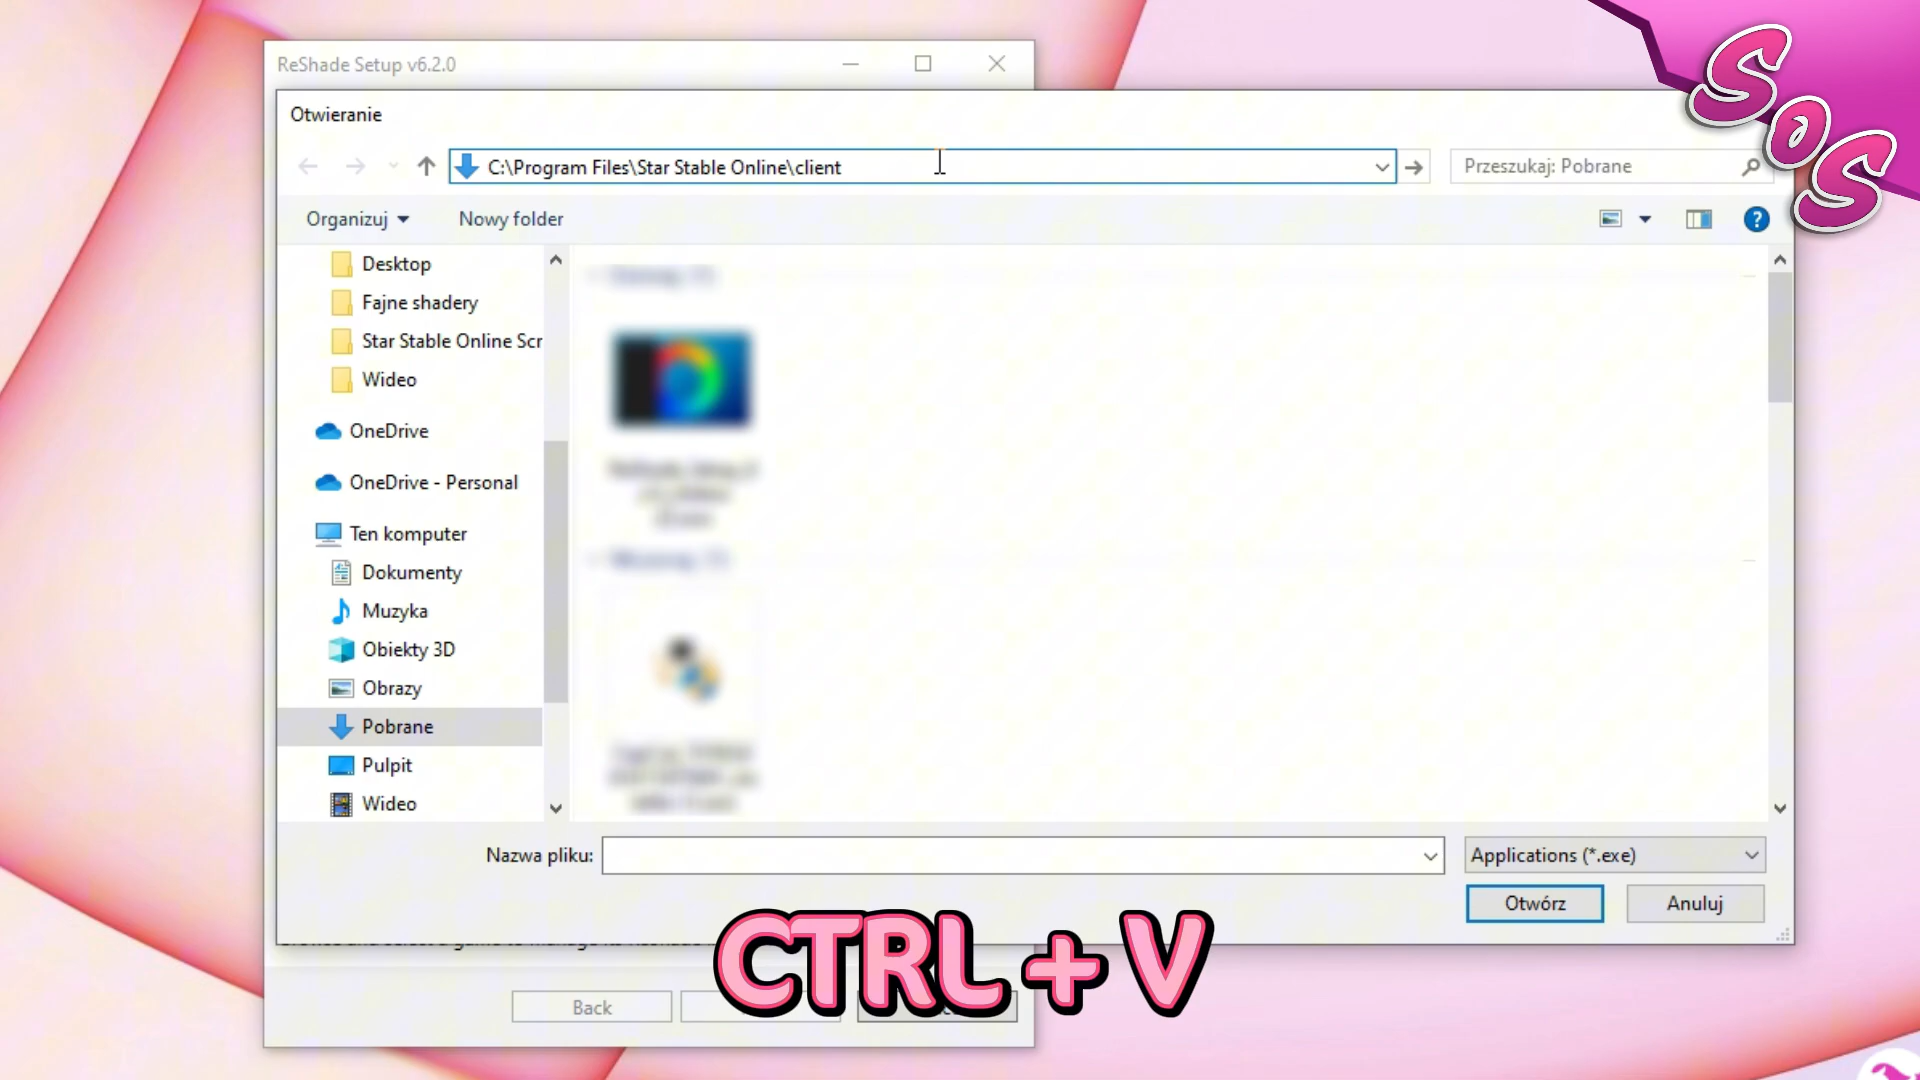 ReShade Setup v6.2.0
SOS
Otwieranie
C:\Program Files\Star Stable Online\client
Przeszukaj: Pobrane
Organizuj
Nowy folder
Desktop
Fajne shadery
Star Stable Online Scr
Wideo
OneDrive
OneDrive - Personal
Ten komputer
Dokumenty
Muzyka
Obiekty 3D
Obrazy
Pobrane
Pulpit
Wideo
Nazwa pliku:
Applications (*.exe)
Otwórz
Anuluj
CTRL + V
Back